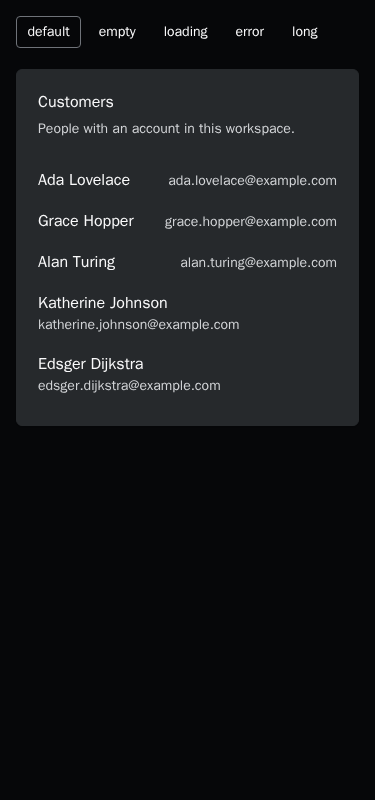 default empty loading error long
Customers
People with an account in this workspace.
Ada Lovelace ada.lovelace@example.com
Grace Hopper grace.hopper@example.com
Alan Turing alan.turing@example.com
Katherine Johnson
katherine.johnson@example.com
Edsger Dijkstra
edsger.dijkstra@example.com